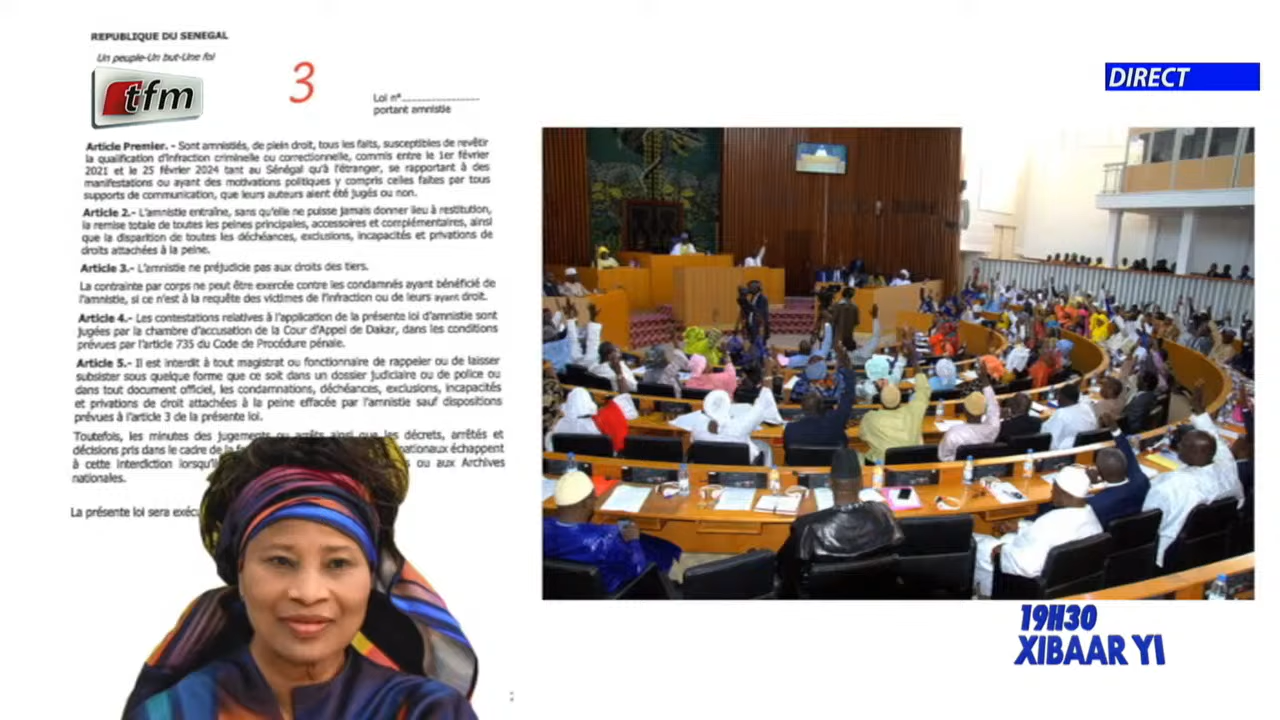 REPUBLIQUE DU SENEGAL
Un peuple-Un but-Une foi
tfm
3
Loi n°
portant amnistie
DIRECT
Article Premier. - Sont amnistiés, de plein droit, tous les faits, susceptibles de revêtir
la qualification d'infraction criminelle ou correctionnelle, commis entre le 1er février
2021 et le 25 février 2024 tant au Sénégal qu'à l'étranger, se rapportant à des
manifestations ou ayant des motivations politiques y compris celles faites par tous
supports de communication, que leurs auteurs aient été jugés ou non.
Article 2.- L'amnistie entraîne, sans qu'elle ne puisse jamais donner lieu à restitution,
la remise totale de toutes les peines principales, accessoires et complémentaires, ainsi
que la disparition de toutes les déchéances, exclusions, incapacités et privations de
droits attachées à la peine.
Article 3.- L'amnistie ne préjudicie pas aux droits des tiers.
La contrainte par corps ne peut être exercée contre les condamnés ayant bénéficié de
l'amnistie, si ce n'est à la requête des victimes de l'infraction ou de leurs ayant droit.
Article 4.- Les contestations relatives à l'application de la présente loi d'amnistie sont
jugées par la chambre d'accusation de la Cour d'Appel de Dakar, dans les conditions
prévues par l'article 735 du Code de Procédure pénale.
Article 5.- Il est interdit à tout magistrat ou fonctionnaire de rappeler ou de laisser
subsister sous quelque forme que ce soit dans un dossier judiciaire ou de police ou
dans tout document officiel, les condamnations, déchéances, exclusions, incapacités
et privations de droit attachées à la peine effacée par l'amnistie sauf dispositions
prévues à l'article 3 de la présente loi.
Toutefois, les minutes des jugements ou arrêts ainsi que les décrets, arrêtés et
décisions pris dans le cadre de la nationaux échappent
à cette interdiction lorsqu'il ou aux Archives
nationales.
La présente loi sera
19H30
XIBAAR YI